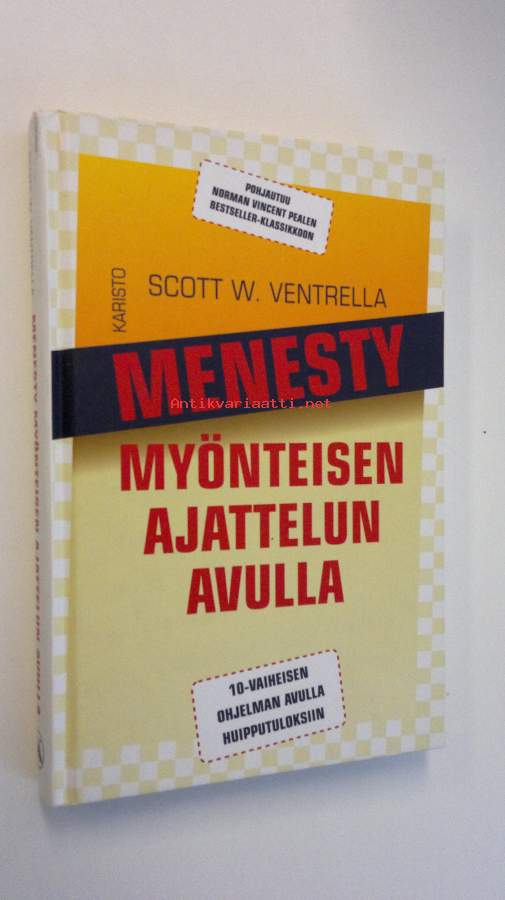 POHJAUTUU
NORMAN VINCENT PEALEN
BESTSELLER-KLASSIKKOON
KARISTO
SCOTT W. VENTRELLA
MENESTY
Antikvariaatti.net
MYÖNTEISEN
AJATTELUN
AVULLA
10-VAIHEISEN
OHJELMAN AVULLA
HUIPPUTULOKSIIN
MENESTY MYÖNTEISEN AJATTELUN AVULLA